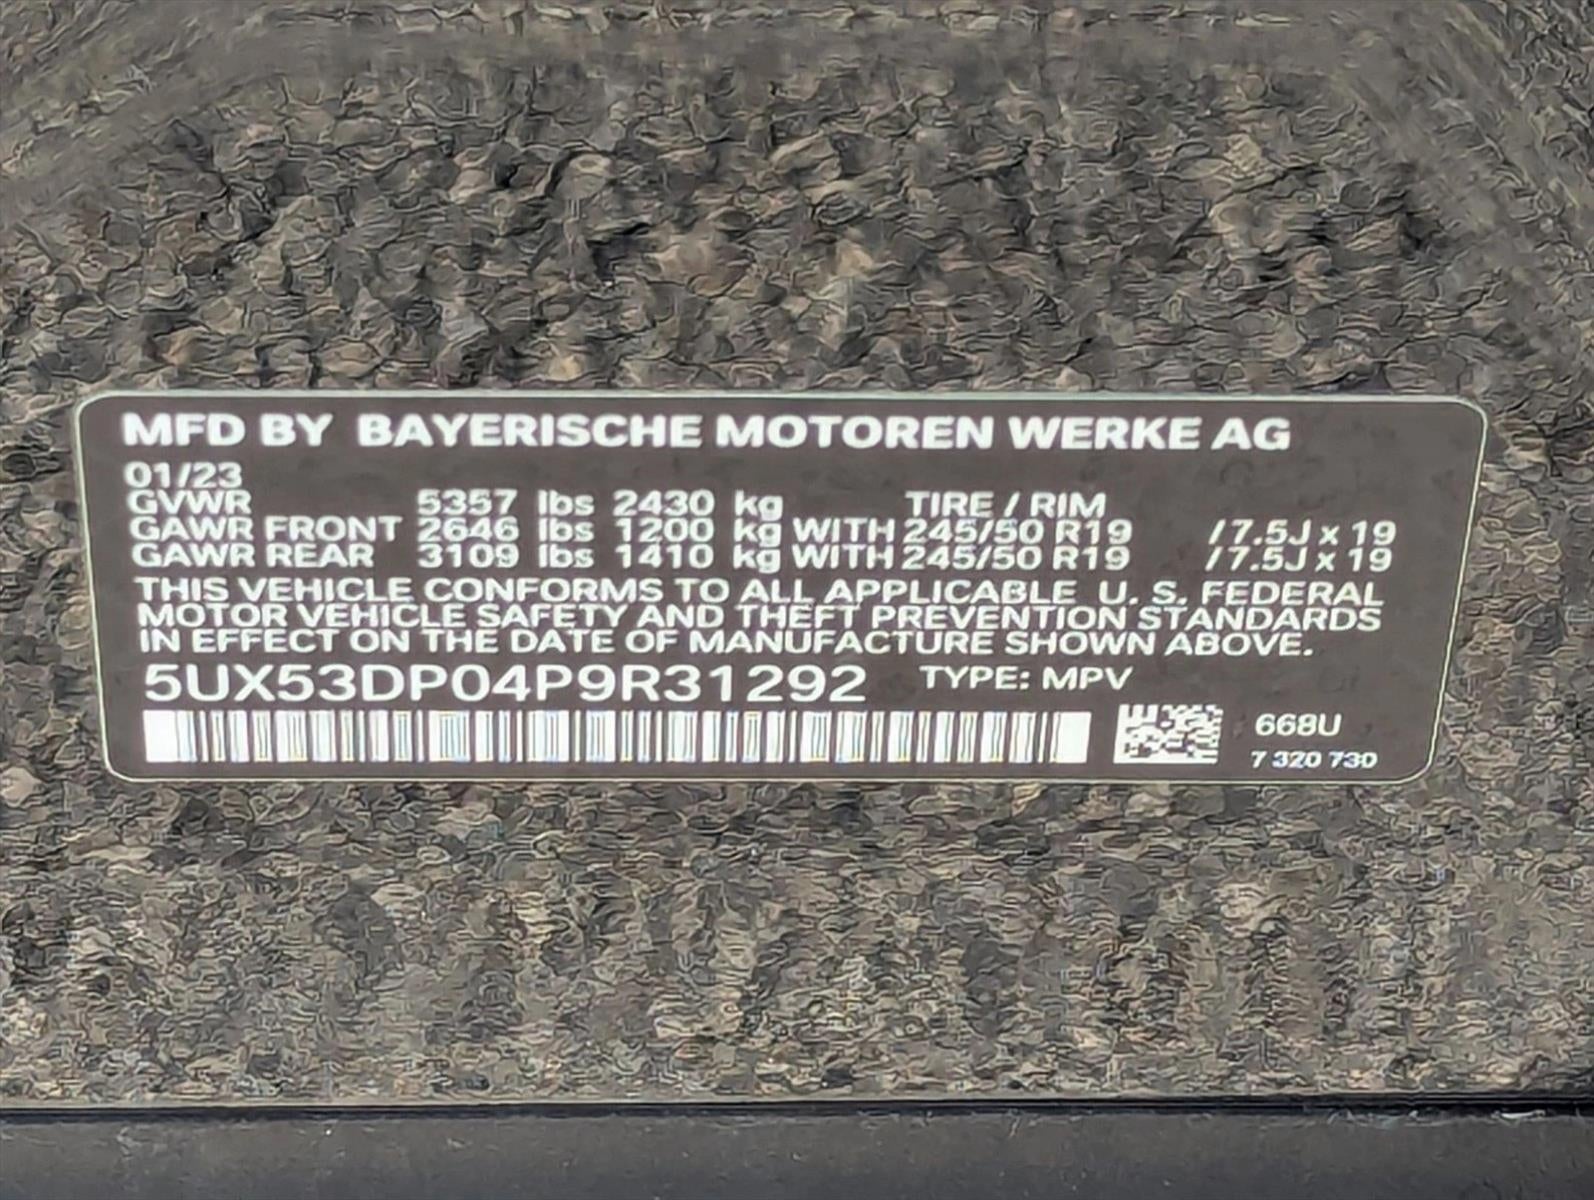 MFD BY BAYERISCHE MOTOREN WERKE AG
01/23
GVWR 5357 lbs 2430 kg TIRE / RIM
GAWR FRONT 2646 lbs 1200 kg WITH 245/50 R19 / 7.5J x 19
GAWR REAR 3109 lbs 1410 kg WITH 245/50 R19 / 7.5J x 19
THIS VEHICLE CONFORMS TO ALL APPLICABLE U. S. FEDERAL
MOTOR VEHICLE SAFETY AND THEFT PREVENTION STANDARDS
IN EFFECT ON THE DATE OF MANUFACTURE SHOWN ABOVE.
5UX53DP04P9R31292 TYPE: MPV
668U
7 320 730